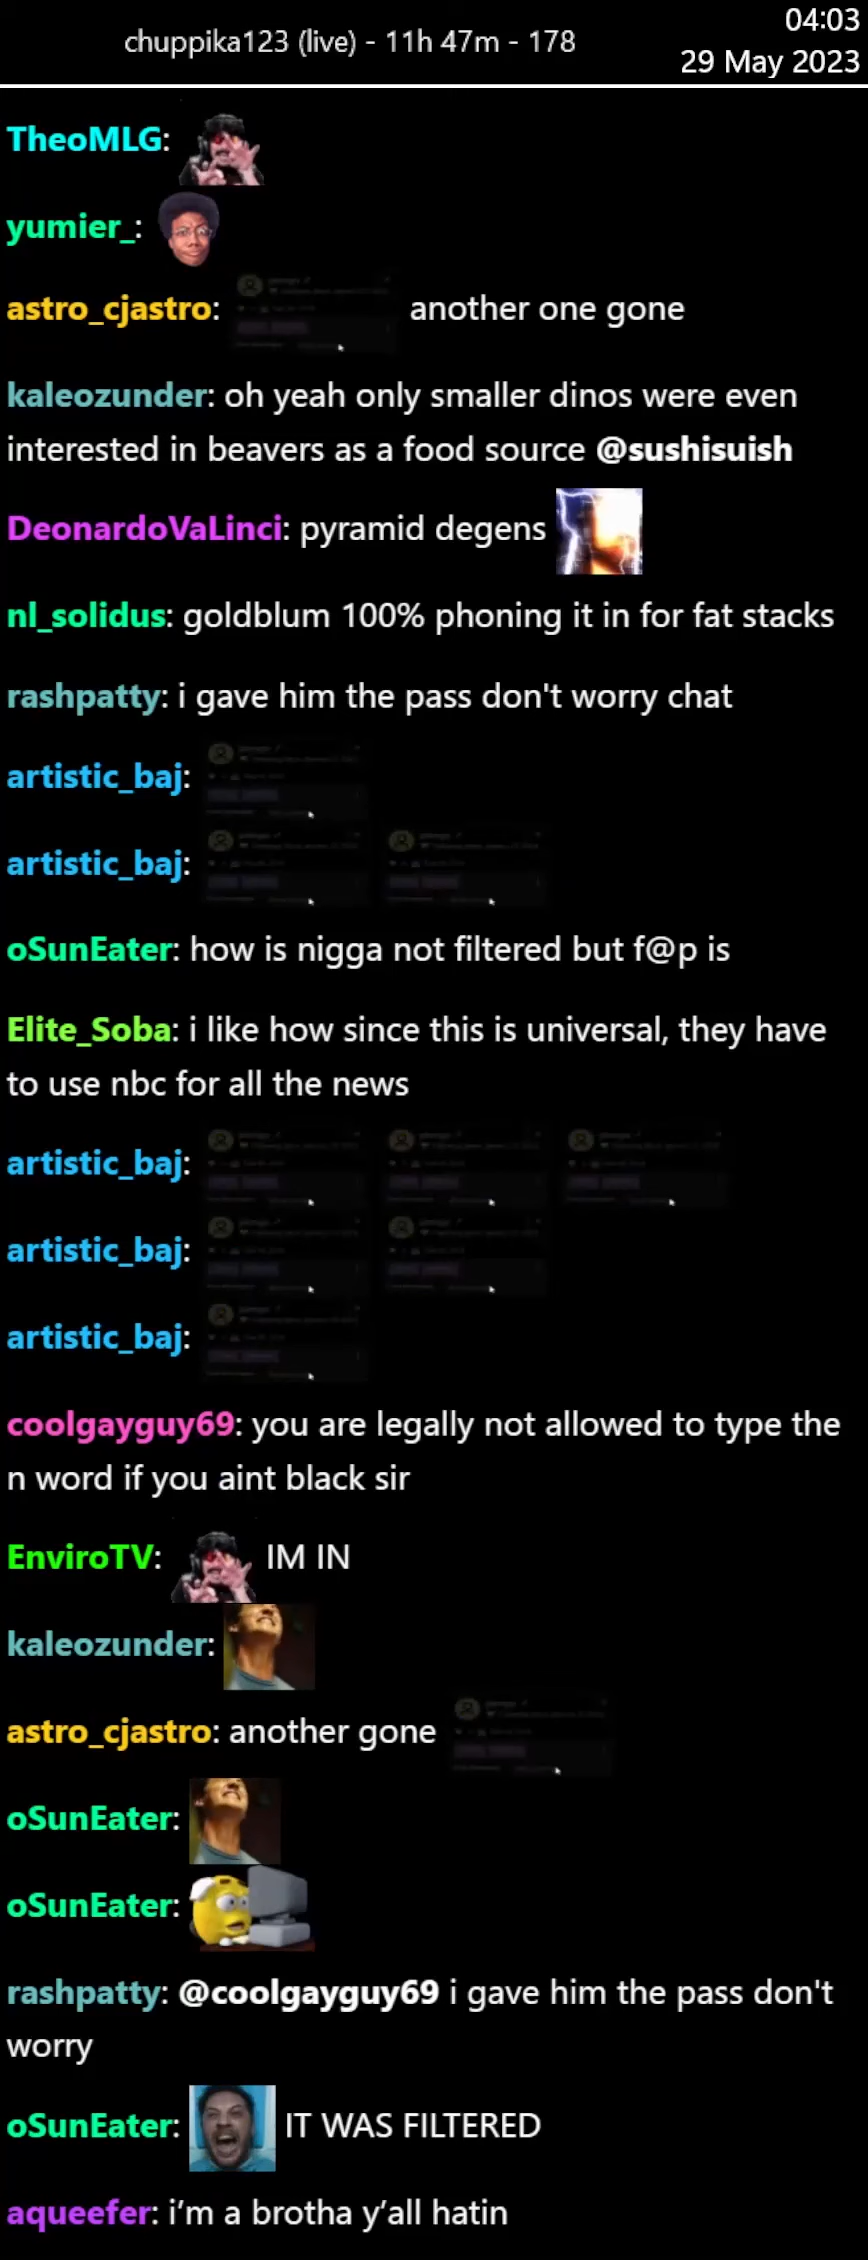 chuppika123 (live) - 11h 47m - 178
04:03
29 May 2023
TheoMLG:
yumier_:
astro_cjastro: another one gone
kaleozunder: oh yeah only smaller dinos were even
interested in beavers as a food source @sushisuish
DeonardoVaLinci: pyramid degens
nl_solidus: goldblum 100% phoning it in for fat stacks
rashpatty: i gave him the pass don't worry chat
artistic_baj:
artistic_baj:
oSunEater: how is nigga not filtered but f@p is
Elite_Soba: i like how since this is universal, they have
to use nbc for all the news
artistic_baj:
artistic_baj:
artistic_baj:
coolgayguy69: you are legally not allowed to type the
n word if you aint black sir
EnviroTV: IM IN
kaleozunder:
astro_cjastro: another gone
oSunEater:
oSunEater:
rashpatty: @coolgayguy69 i gave him the pass don't
worry
oSunEater: IT WAS FILTERED
aqueefer: i’m a brotha y’all hatin